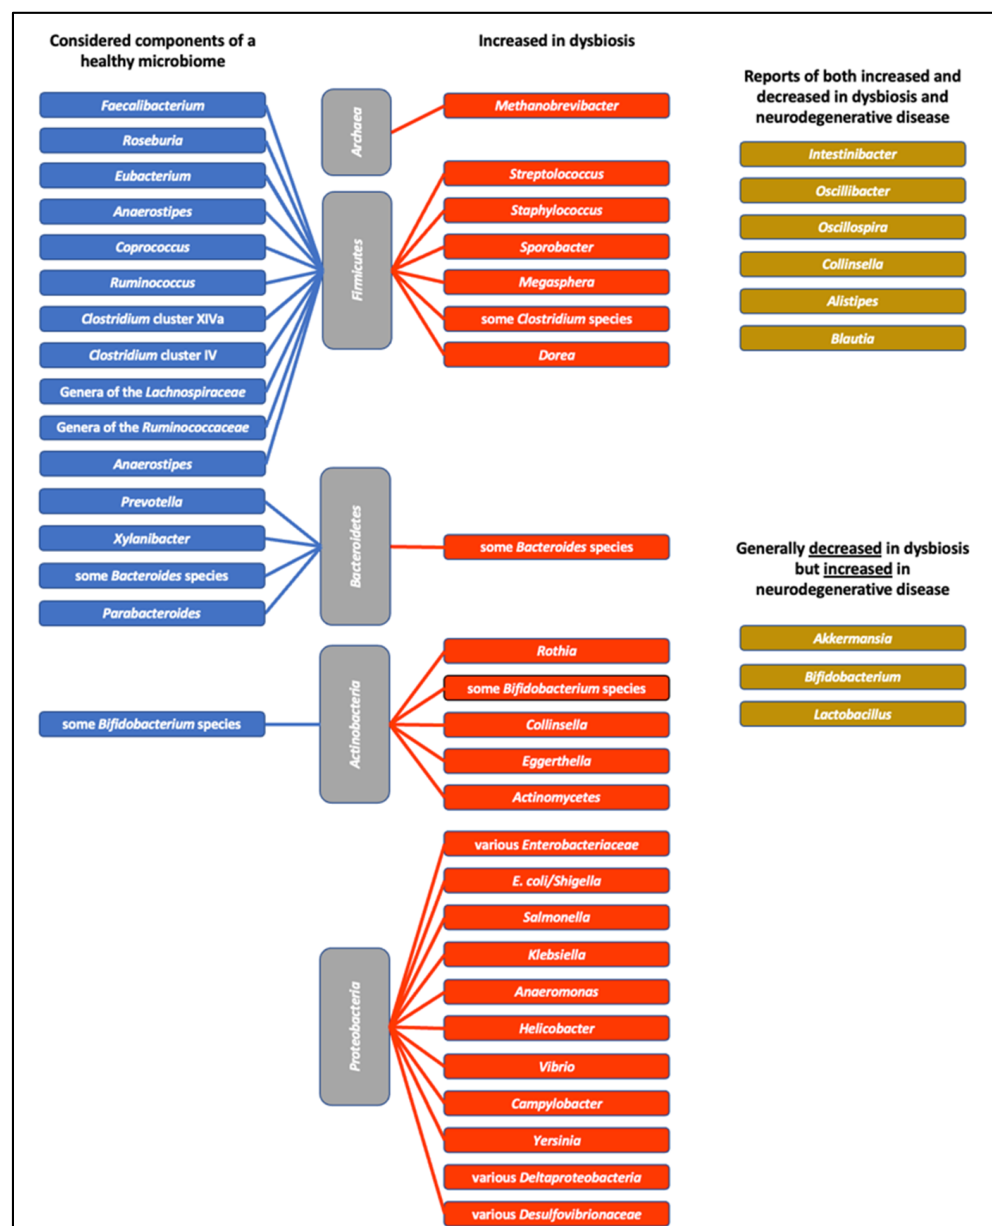 Considered components of a
healthy microbiome
Faecalibacterium
Roseburia
Eubacterium
Anaerostipes
Coprococcus
Ruminococcus
Clostridium cluster XIVa
Clostridium cluster IV
Genera of the Lachnospiraceae
Genera of the Ruminococcaceae
Anaerostipes
Prevotella
Xylanibacter
some Bacteroides species
Parabacteroides
some Bifidobacterium species
Archaea
Firmicutes
Bacteroidetes
Actinobacteria
Proteobacteria
Increased in dysbiosis
Methanobrevibacter
Streptolococcus
Staphylococcus
Sporobacter
Megasphera
some Clostridium species
Dorea
some Bacteroides species
Rothia
some Bifidobacterium species
Collinsella
Eggerthella
Actinomycetes
various Enterobacteriaceae
E. coli/Shigella
Salmonella
Klebsiella
Anaeromonas
Helicobacter
Vibrio
Campylobacter
Yersinia
various Deltaproteobacteria
various Desulfovibrionaceae
Reports of both increased and
decreased in dysbiosis and
neurodegenerative disease
Intestinibacter
Oscillibacter
Oscillospira
Collinsella
Alistipes
Blautia
Generally decreased in dysbiosis
but increased in
neurodegenerative disease
Akkermansia
Bifidobacterium
Lactobacillus